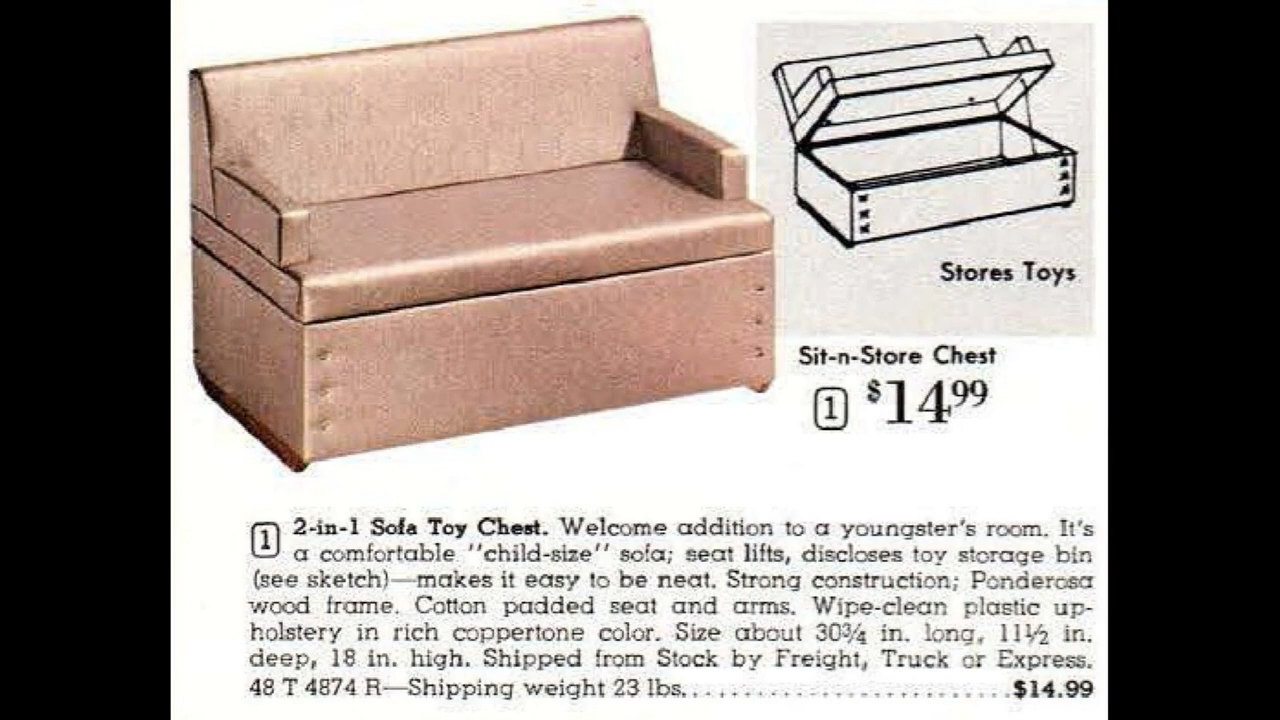 Stores Toys
Sit-n-Store Chest
1 $14.99
1 2-in-1 Sofa Toy Chest. Welcome addition to a youngster's room. It's
a comfortable "child-size" sofa; seat lifts, discloses toy storage bin
(see sketch)—makes it easy to be neat. Strong construction; Ponderosa
wood frame. Cotton padded seat and arms. Wipe-clean plastic up-
holstery in rich coppertone color. Size about 30¾ in. long, 11½ in.
deep, 18 in. high. Shipped from Stock by Freight, Truck or Express.
48 T 4874 R—Shipping weight 23 lbs..........................$14.99